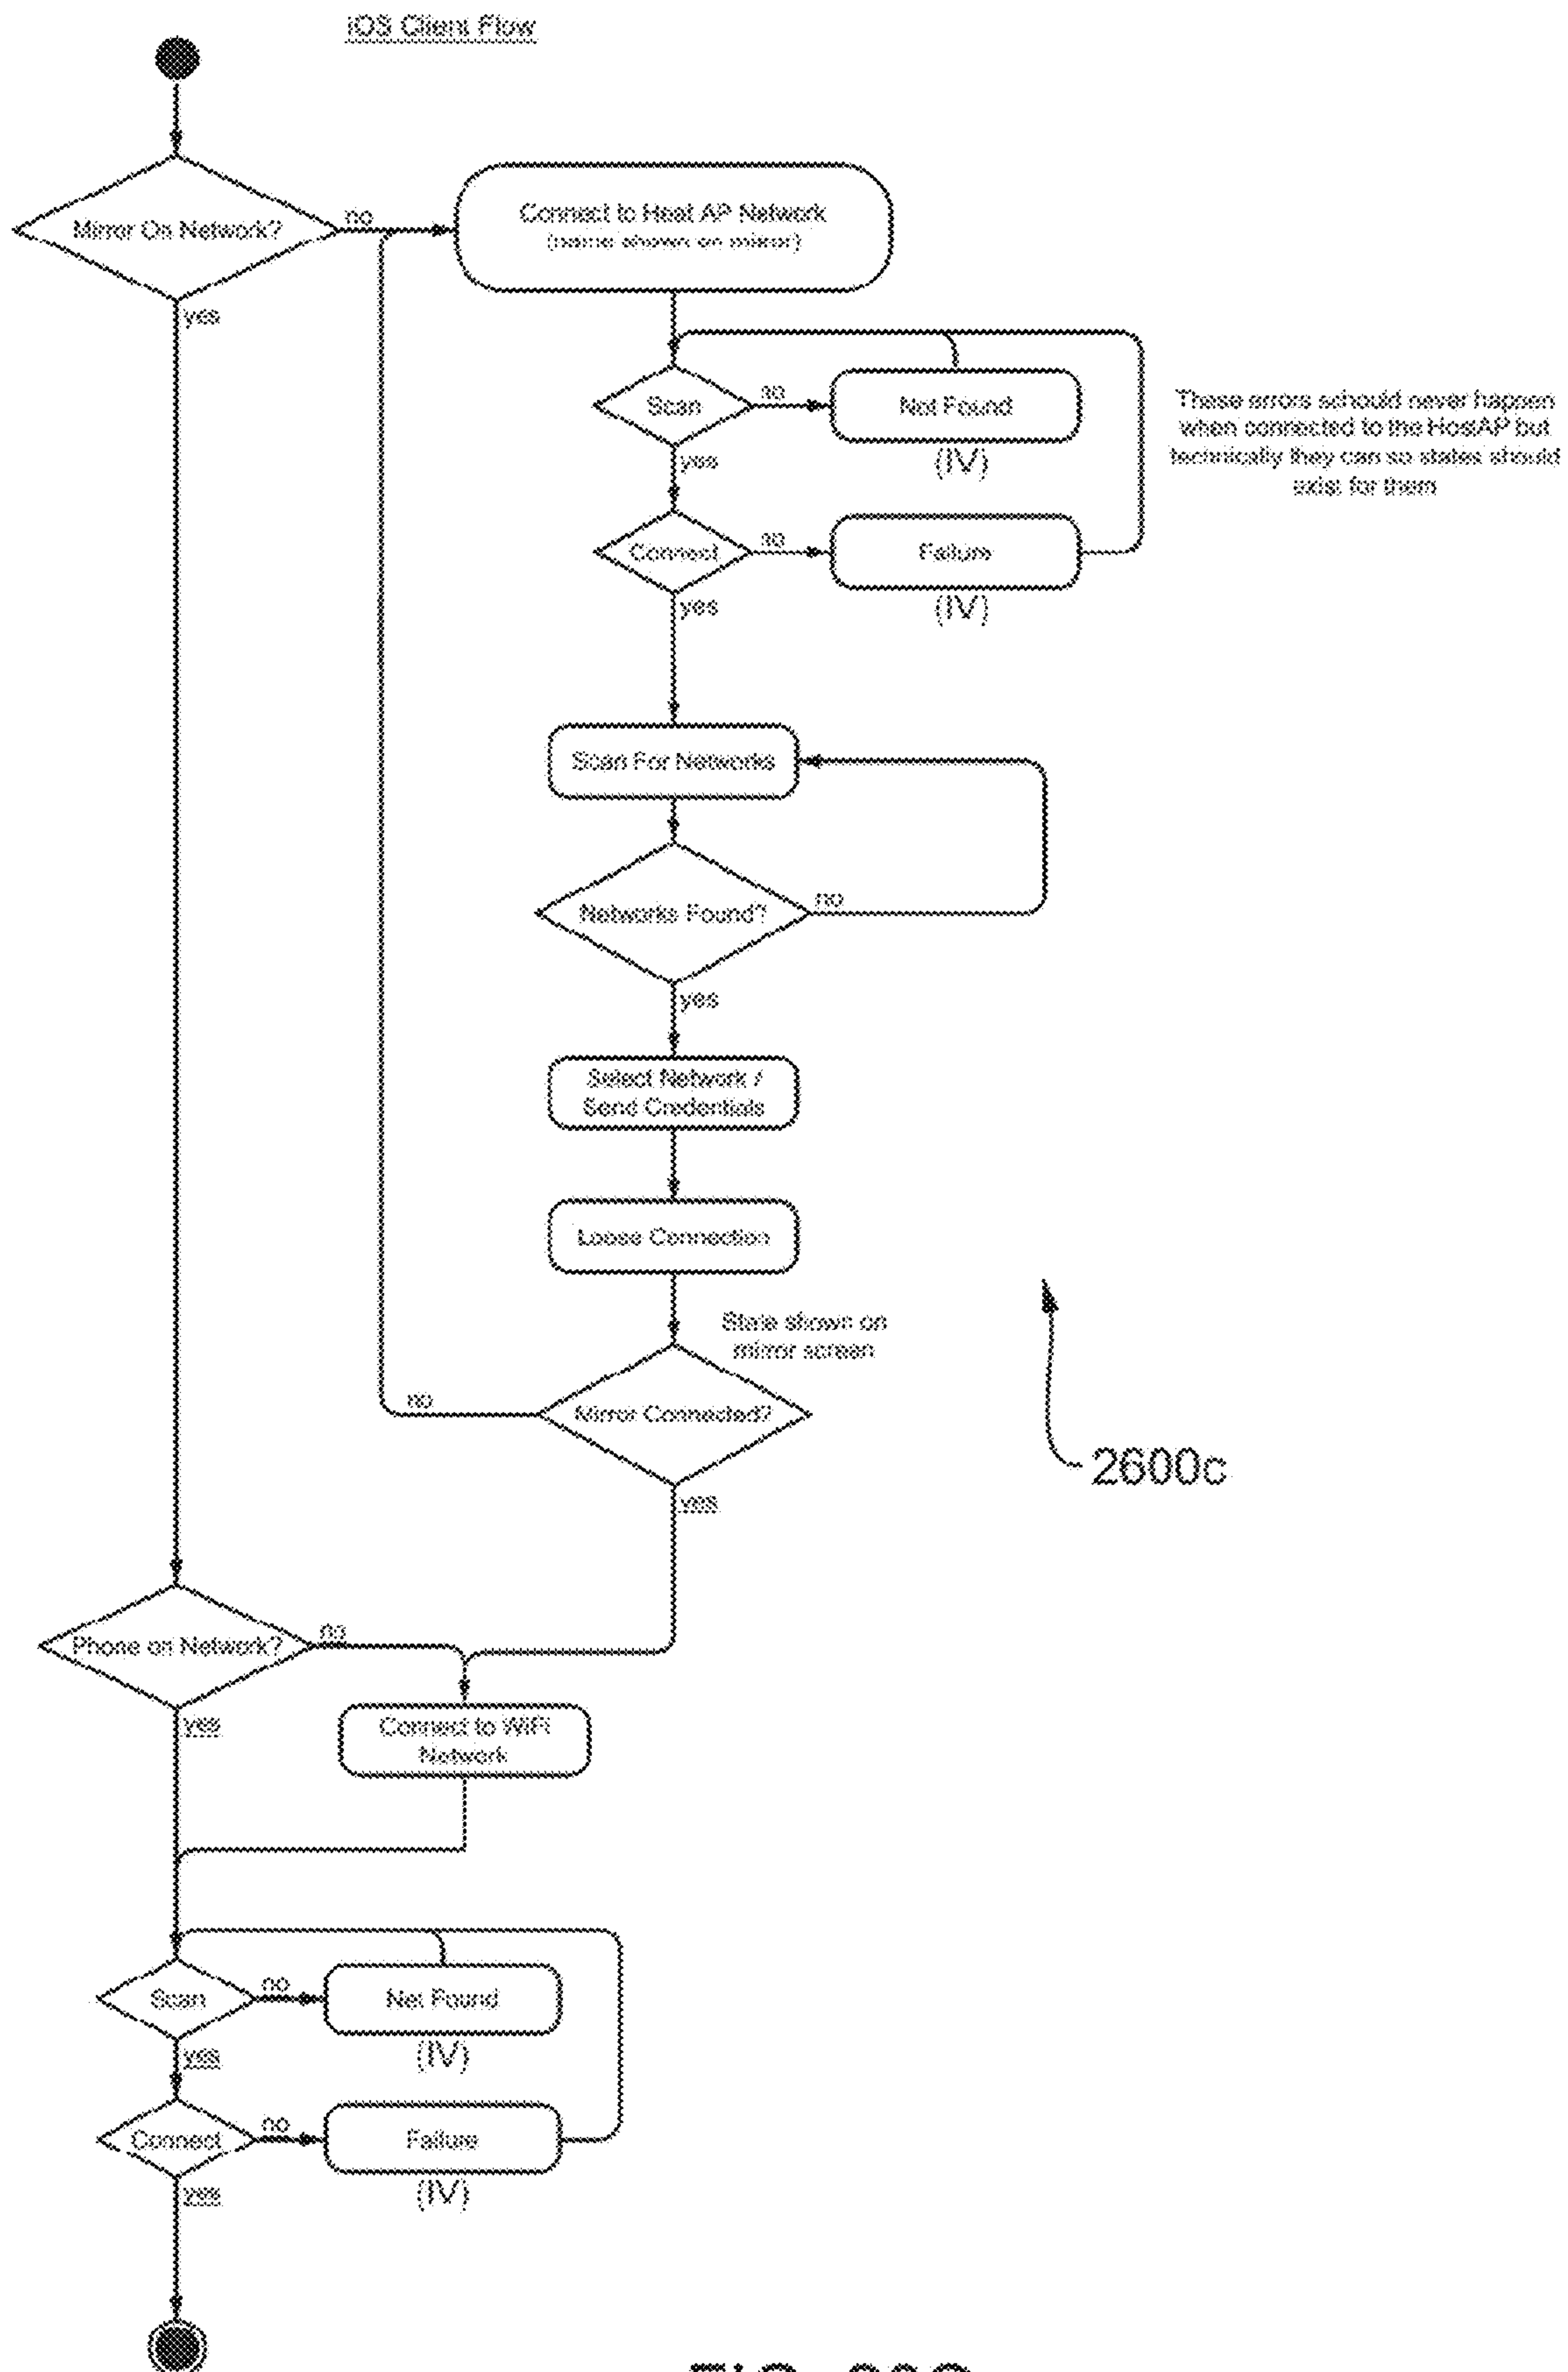 iOS Client Flow
Mirror On Network?
no
yes
Connect to Host AP Network
(name shown on mirror)
Scan
no
Not Found
(IV)
yes
These errors schould never happen
when connected to the HostAP but
technically they can so states should
exist for them
Connect
no
Failure
(IV)
yes
Scan For Networks
Networks Found?
no
yes
Select Network /
Send Credentials
Loose Connection
State shown on
mirror screen
Mirror Connected?
no
yes
2600c
Phone on Network?
no
yes
Connect to WiFi
Network
Scan
no
Not Found
(IV)
yes
Connect
no
Failure
(IV)
yes